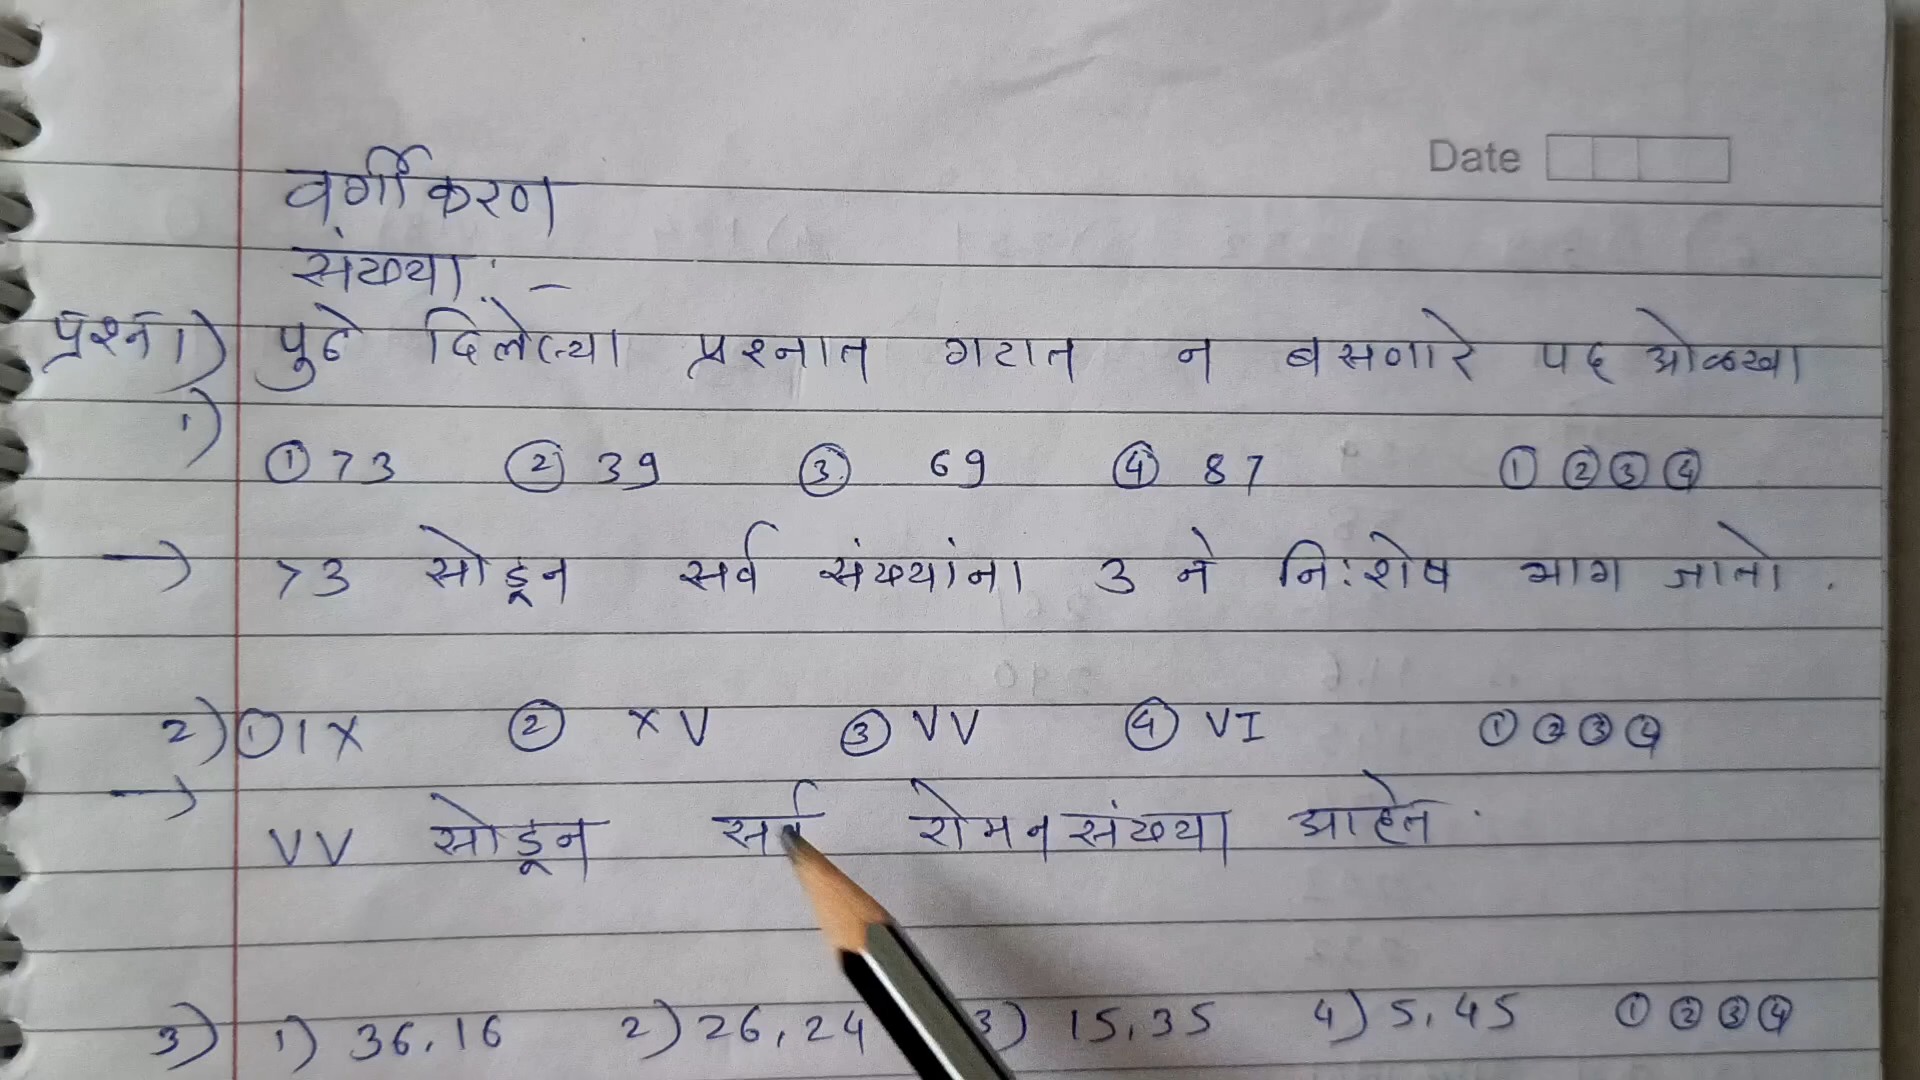 Date
वर्गीकरण
संख्या :-
प्रश्न 1) पुढे दिलेल्या प्रश्नात गटात न बसणारे पद ओळखा
1)
① 73 ② 39 ③ 69 ④ 87 ① ② ③ ④
→ 73 सोडून सर्व संख्यांना 3 ने नि:शेष भाग जातो.
2) ① IX ② XV ③ VV ④ VI ① ② ③ ④
→ VV सोडून सर्व रोमन संख्या आहेत.
3) 1) 36, 16 2) 26, 24 3) 15, 35 4) 5, 45 ① ② ③ ④